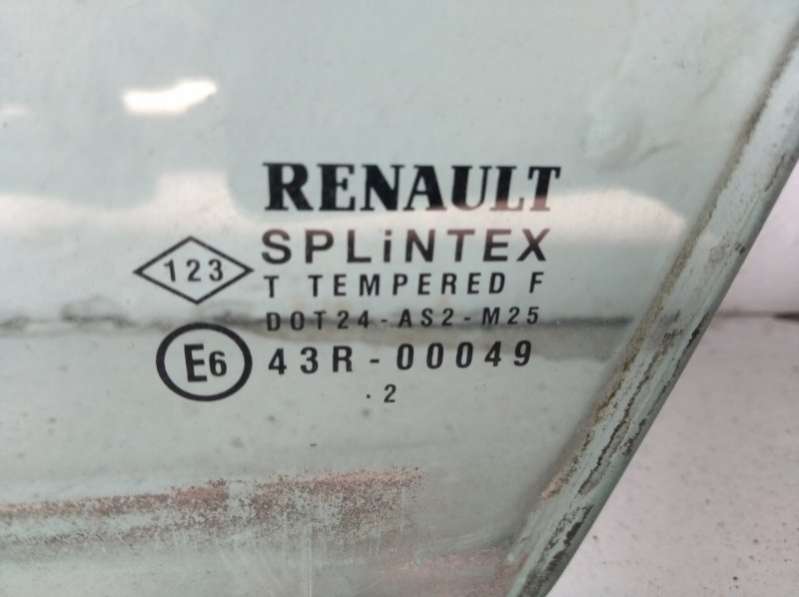 RENAULT
SPLiNTEX
123
T TEMPERED F
DOT24-AS2-M25
E6
43R-00049
.2